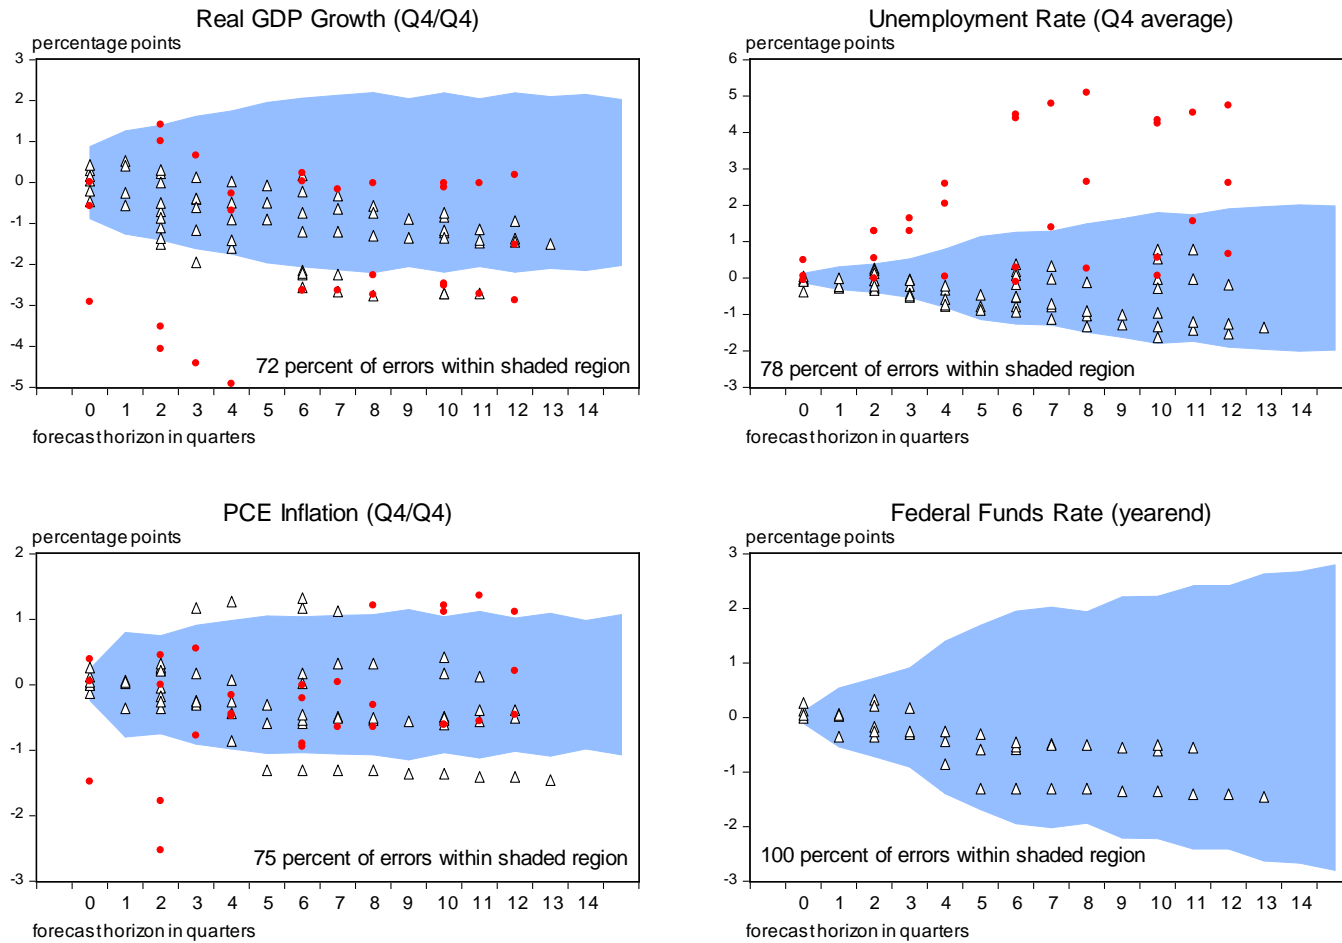 Real GDP Growth (Q4/Q4)
percentage points
3
2
1
0
-1
-2
-3
-4
-5
72 percent of errors within shaded region
0 1 2 3 4 5 6 7 8 9 10 11 12 13 14
forecast horizon in quarters
Unemployment Rate (Q4 average)
percentage points
6
5
4
3
2
1
0
-1
-2
-3
78 percent of errors within shaded region
0 1 2 3 4 5 6 7 8 9 10 11 12 13 14
forecast horizon in quarters
PCE Inflation (Q4/Q4)
percentage points
2
1
0
-1
-2
-3
75 percent of errors within shaded region
0 1 2 3 4 5 6 7 8 9 10 11 12 13 14
forecast horizon in quarters
Federal Funds Rate (yearend)
percentage points
3
2
1
0
-1
-2
-3
100 percent of errors within shaded region
0 1 2 3 4 5 6 7 8 9 10 11 12 13 14
forecast horizon in quarters